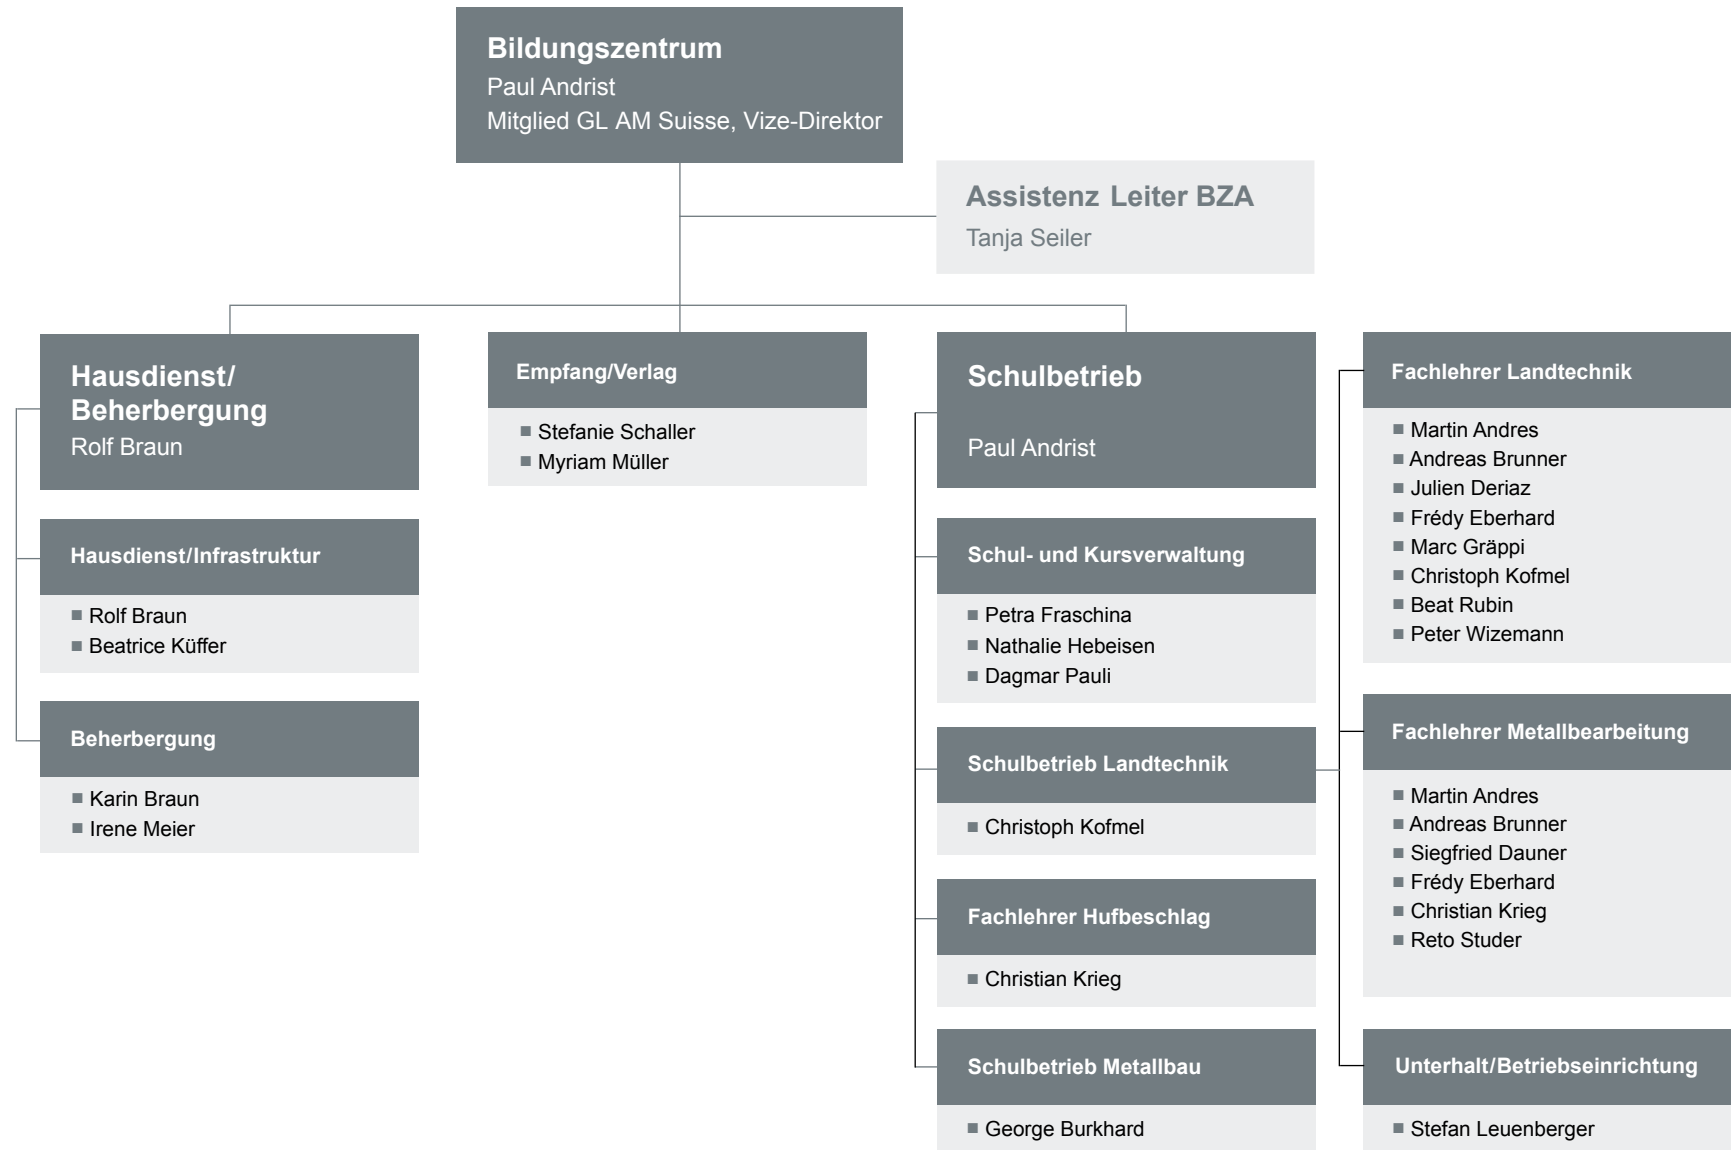 Bildungszentrum
Paul Andrist
Mitglied GL AM Suisse, Vize-Direktor
Assistenz Leiter BZA
Tanja Seiler
Hausdienst/
Beherbergung
Rolf Braun
Hausdienst/Infrastruktur
Rolf Braun
Beatrice Küffer
Beherbergung
Karin Braun
Irene Meier
Empfang/Verlag
Stefanie Schaller
Myriam Müller
Schulbetrieb
Paul Andrist
Schul- und Kursverwaltung
Petra Fraschina
Nathalie Hebeisen
Dagmar Pauli
Schulbetrieb Landtechnik
Christoph Kofmel
Fachlehrer Hufbeschlag
Christian Krieg
Schulbetrieb Metallbau
George Burkhard
Fachlehrer Landtechnik
Martin Andres
Andreas Brunner
Julien Deriaz
Frédy Eberhard
Marc Gräppi
Christoph Kofmel
Beat Rubin
Peter Wizemann
Fachlehrer Metallbearbeitung
Martin Andres
Andreas Brunner
Siegfried Dauner
Frédy Eberhard
Christian Krieg
Reto Studer
Unterhalt/Betriebseinrichtung
Stefan Leuenberger